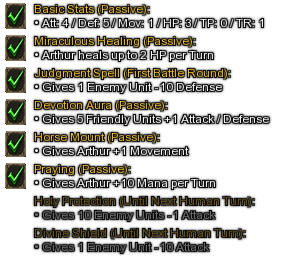 Basic Stats (Passive):
• Att: 4 / Def: 5 / Mov: 1 / HP: 3 / TP: 0 / TR: 1
Miraculous Healing (Passive):
• Arthur heals up to 2 HP per Turn
Judgment Spell (First Battle Round):
• Gives 1 Enemy Unit -10 Defense
Devotion Aura (Passive):
• Gives 5 Friendly Units +1 Attack / Defense
Horse Mount (Passive):
• Gives Arthur +1 Movement
Praying (Passive):
• Gives Arthur +10 Mana per Turn
Holy Protection (Until Next Human Turn):
• Gives 10 Enemy Units -1 Attack
Divine Shield (Until Next Human Turn):
• Gives 1 Enemy Unit -10 Attack